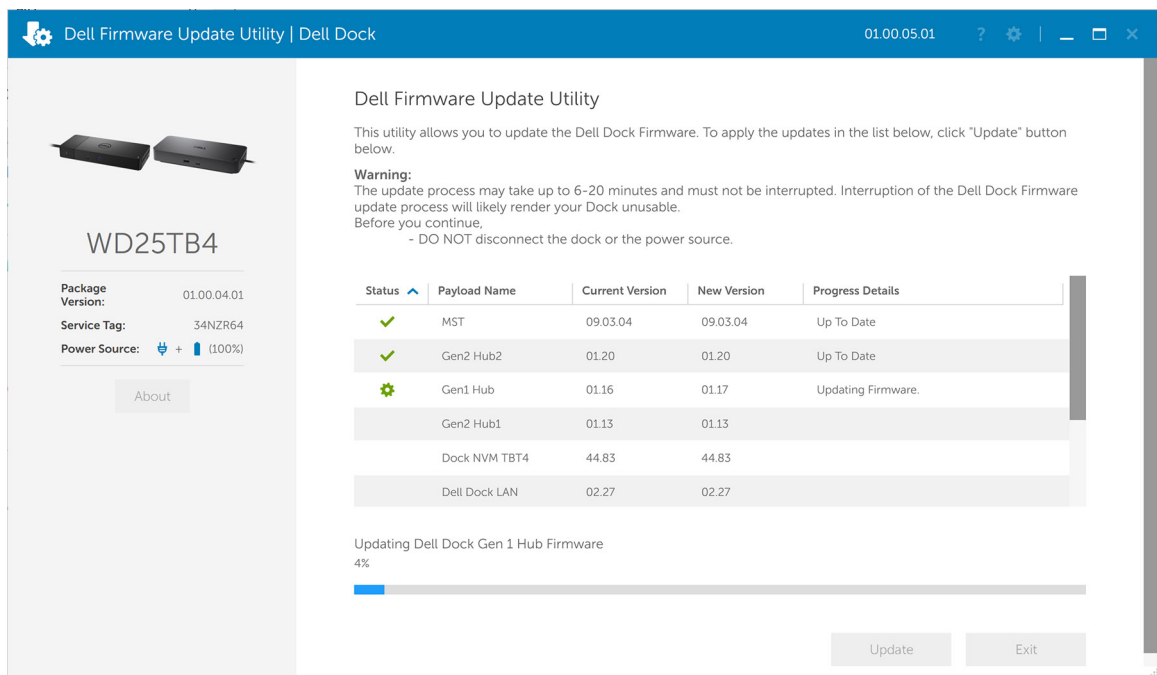 Dell Firmware Update Utility | Dell Dock
01.00.05.01
?
Dell Firmware Update Utility
This utility allows you to update the Dell Dock Firmware. To apply the updates in the list below, click "Update" button
below.
Warning:
The update process may take up to 6-20 minutes and must not be interrupted. Interruption of the Dell Dock Firmware
update process will likely render your Dock unusable.
Before you continue,
- DO NOT disconnect the dock or the power source.
WD25TB4
Package
Version: 01.00.04.01
Service Tag: 34NZR64
Power Source: + (100%)
About
Status Payload Name Current Version New Version Progress Details
MST 09.03.04 09.03.04 Up To Date
Gen2 Hub2 01.20 01.20 Up To Date
Gen1 Hub 01.16 01.17 Updating Firmware.
Gen2 Hub1 01.13 01.13
Dock NVM TBT4 44.83 44.83
Dell Dock LAN 02.27 02.27
Updating Dell Dock Gen 1 Hub Firmware
4%
Update Exit